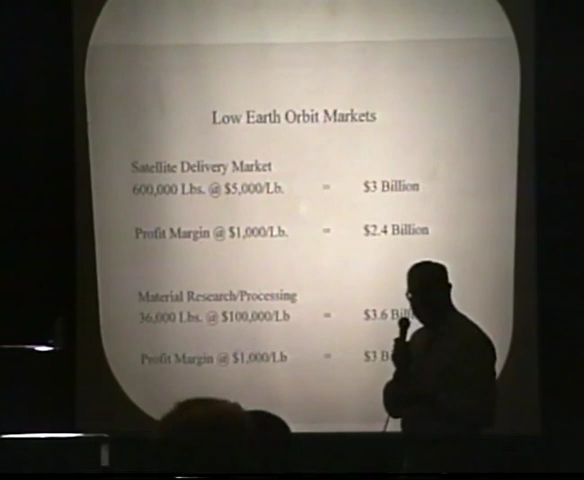 Low Earth Orbit Markets
Satellite Delivery Market
600,000 Lbs. @ $5,000/Lb. = $3 Billion
Profit Margin @ $1,000/Lb. = $2.4 Billion
Material Research/Processing
36,000 Lbs. @ $100,000/Lb = $3.6
Profit Margin @ $1,000/Lb = $3 B